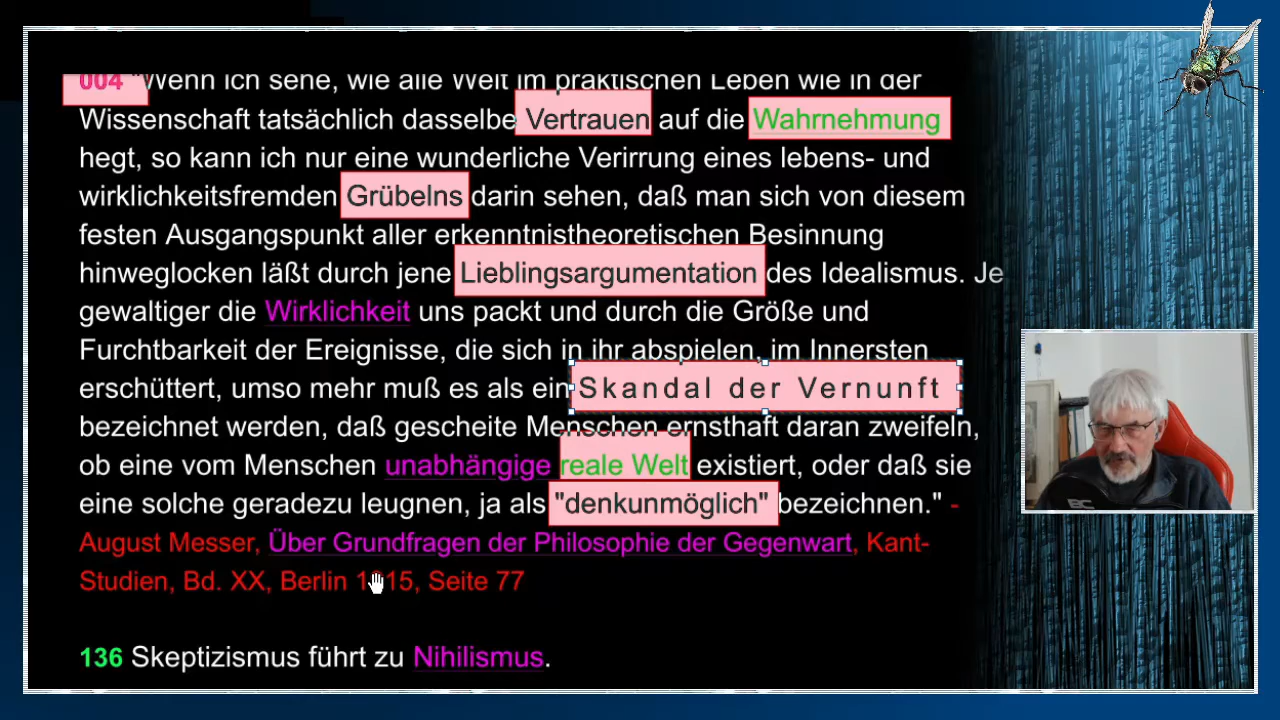 004 "Wenn ich sehe, wie alle Welt im praktischen Leben wie in der
Wissenschaft tatsächlich dasselbe Vertrauen auf die Wahrnehmung
hegt, so kann ich nur eine wunderliche Verirrung eines lebens- und
wirklichkeitsfremden Grübelns darin sehen, daß man sich von diesem
festen Ausgangspunkt aller erkenntnistheoretischen Besinnung
hinweglocken läßt durch jene Lieblingsargumentation des Idealismus. Je
gewaltiger die Wirklichkeit uns packt und durch die Größe und
Furchtbarkeit der Ereignisse, die sich in ihr abspielen, im Innersten
erschüttert, umso mehr muß es als ein Skandal der Vernunft
bezeichnet werden, daß gescheite Menschen ernsthaft daran zweifeln,
ob eine vom Menschen unabhängige reale Welt existiert, oder daß sie
eine solche geradezu leugnen, ja als "denkunmöglich" bezeichnen." -
August Messer, Über Grundfragen der Philosophie der Gegenwart, Kant-
Studien, Bd. XX, Berlin 1915, Seite 77
136 Skeptizismus führt zu Nihilismus.